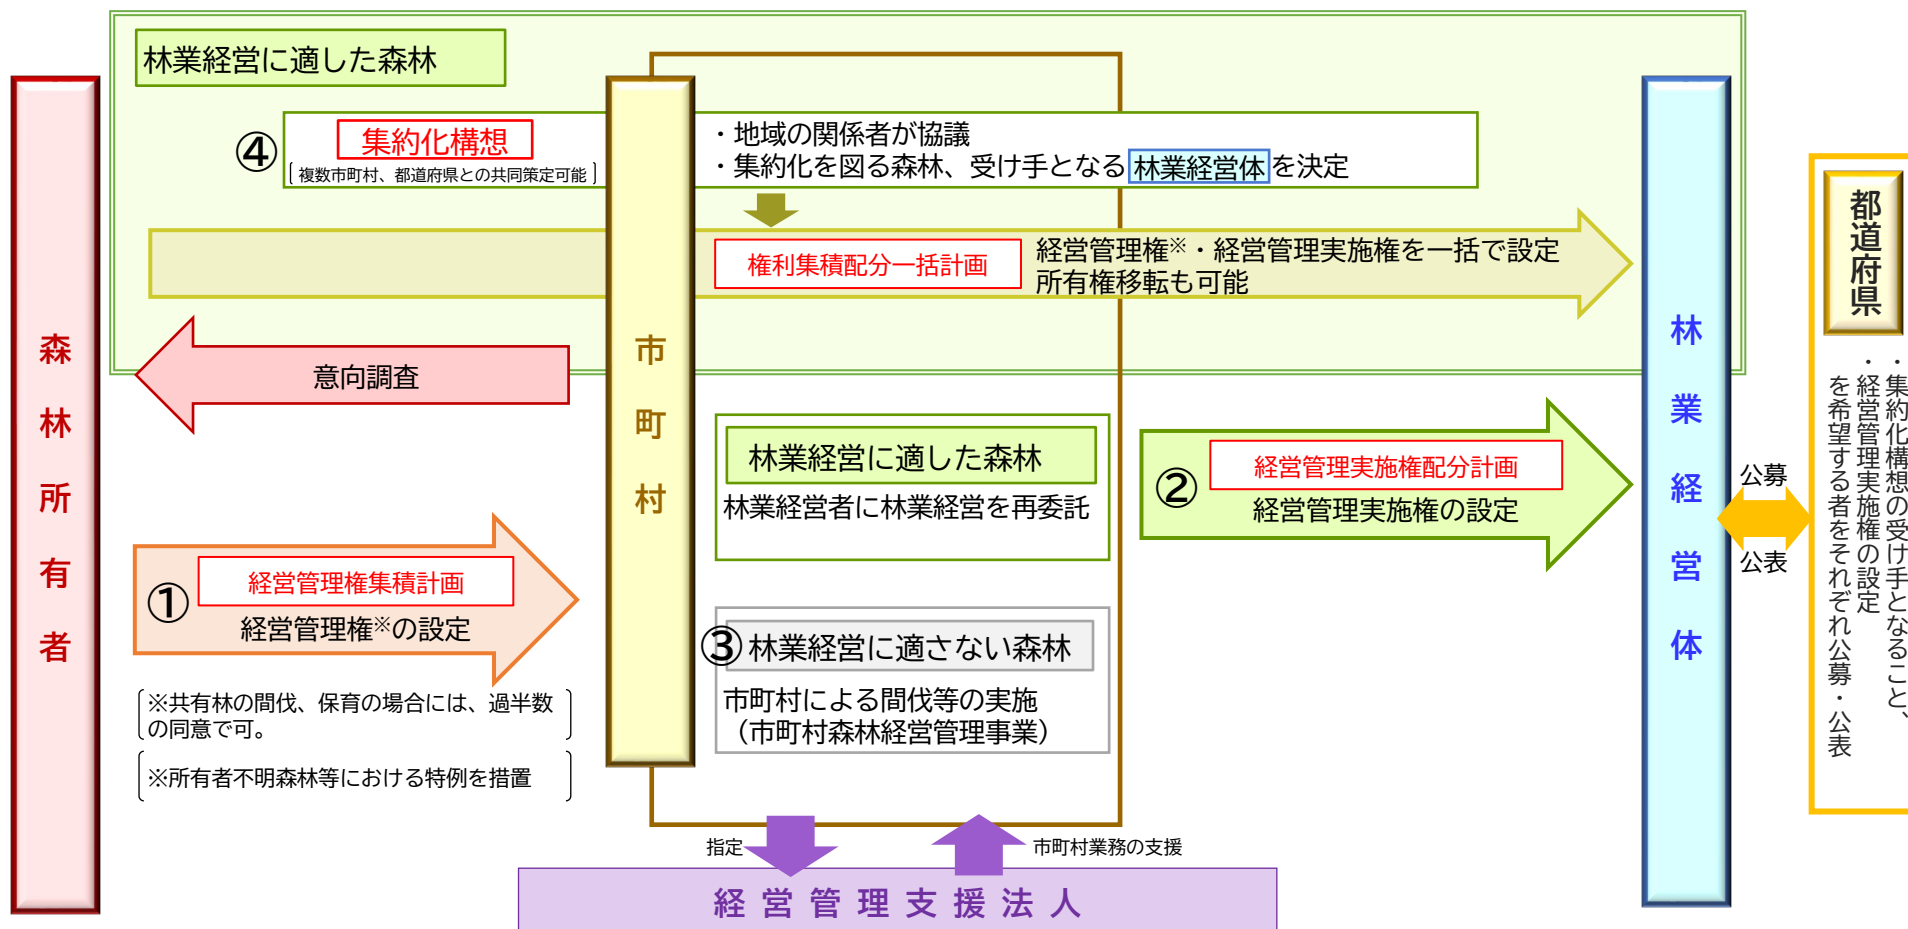 林業経営に適した森林
④
集約化構想
〔複数市町村、都道府県との共同策定可能〕
・地域の関係者が協議
・集約化を図る森林、受け手となる林業経営体を決定
権利集積配分一括計画
経営管理権※・経営管理実施権を一括で設定
所有権移転も可能
意向調査
森林所有者
市町村
林業経営体
林業経営に適した森林
林業経営者に林業経営を再委託
②
経営管理実施権配分計画
経営管理実施権の設定
①
経営管理権集積計画
経営管理権※の設定
※共有林の間伐、保育の場合には、過半数
の同意で可。
※所有者不明森林等における特例を措置
③
林業経営に適さない森林
市町村による間伐等の実施
（市町村森林経営管理事業）
公募
公表
都道府県
・集約化構想の受け手となること、
・経営管理実施権の設定
を希望する者をそれぞれ公募・公表
指定
市町村業務の支援
経営管理支援法人